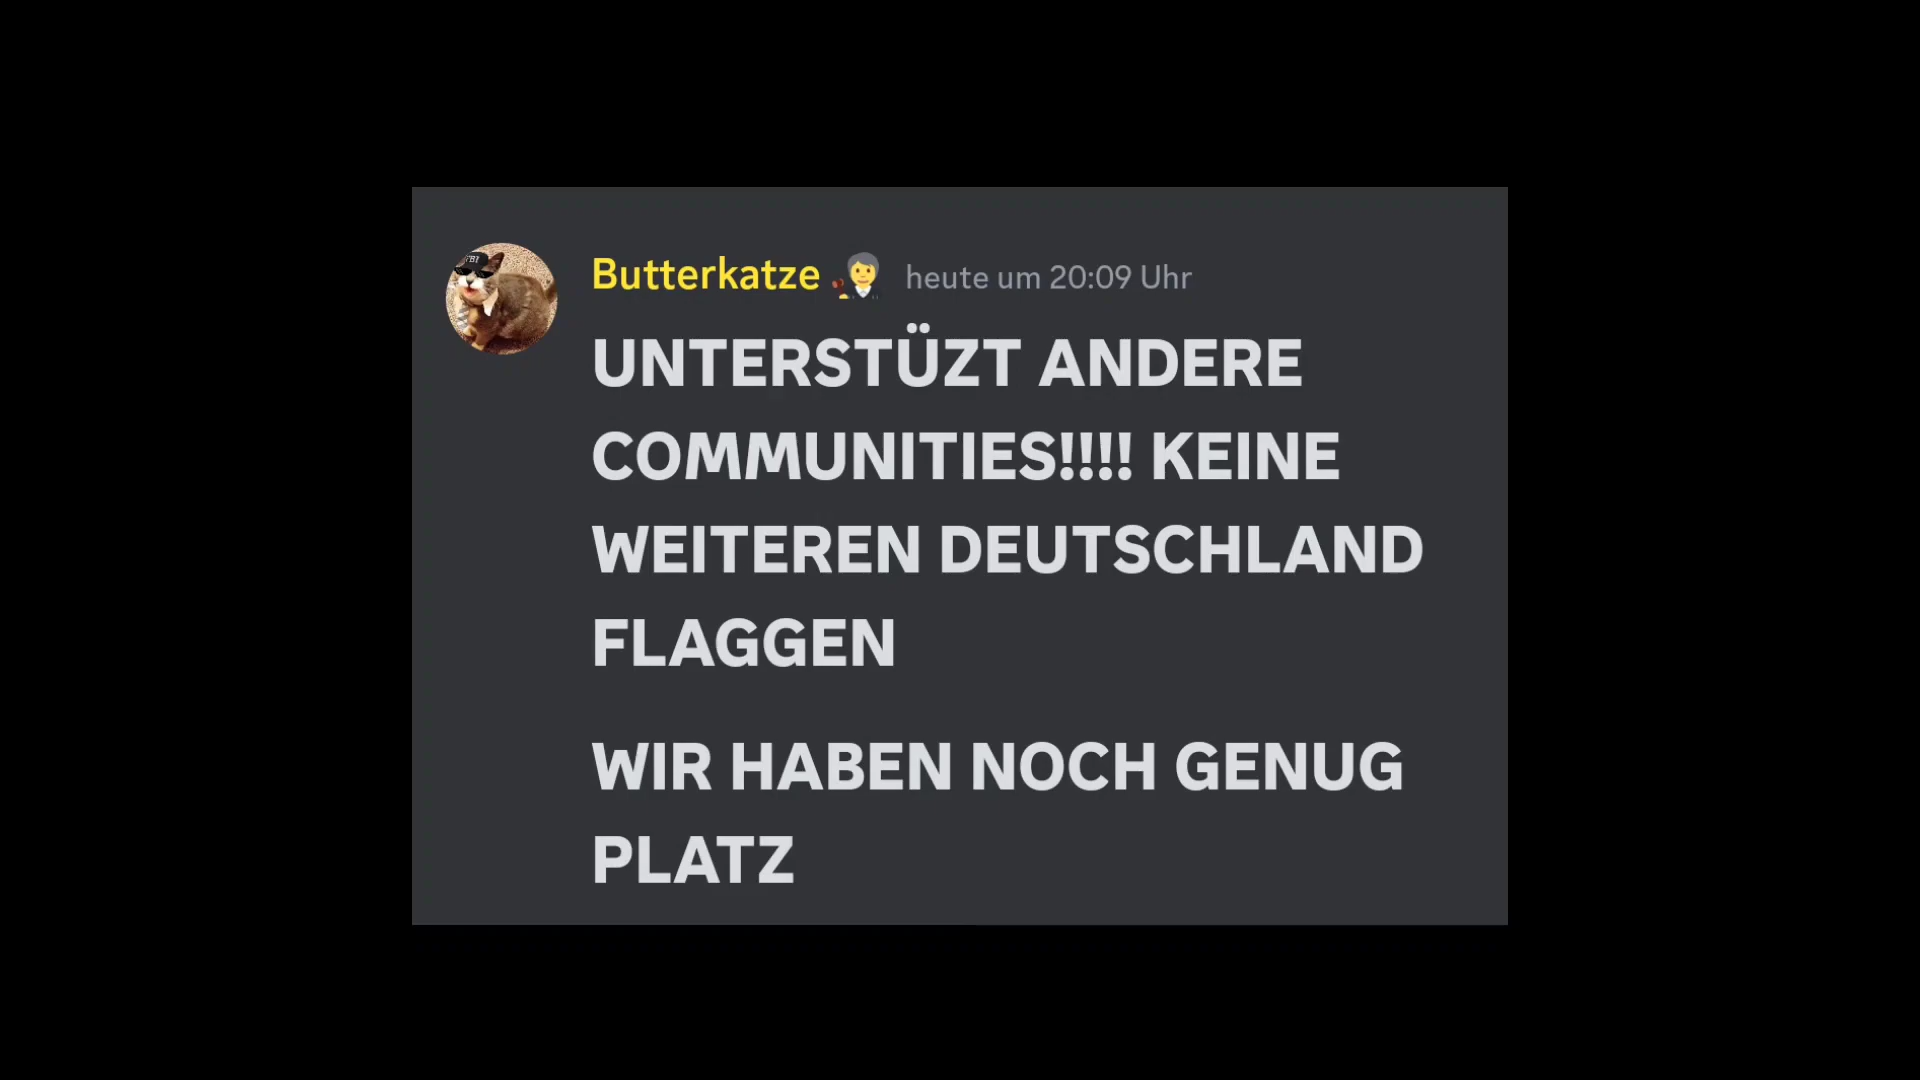 Butterkatze heute um 20:09 Uhr
UNTERSTÜZT ANDERE
COMMUNITIES!!!! KEINE
WEITEREN DEUTSCHLAND
FLAGGEN
WIR HABEN NOCH GENUG
PLATZ